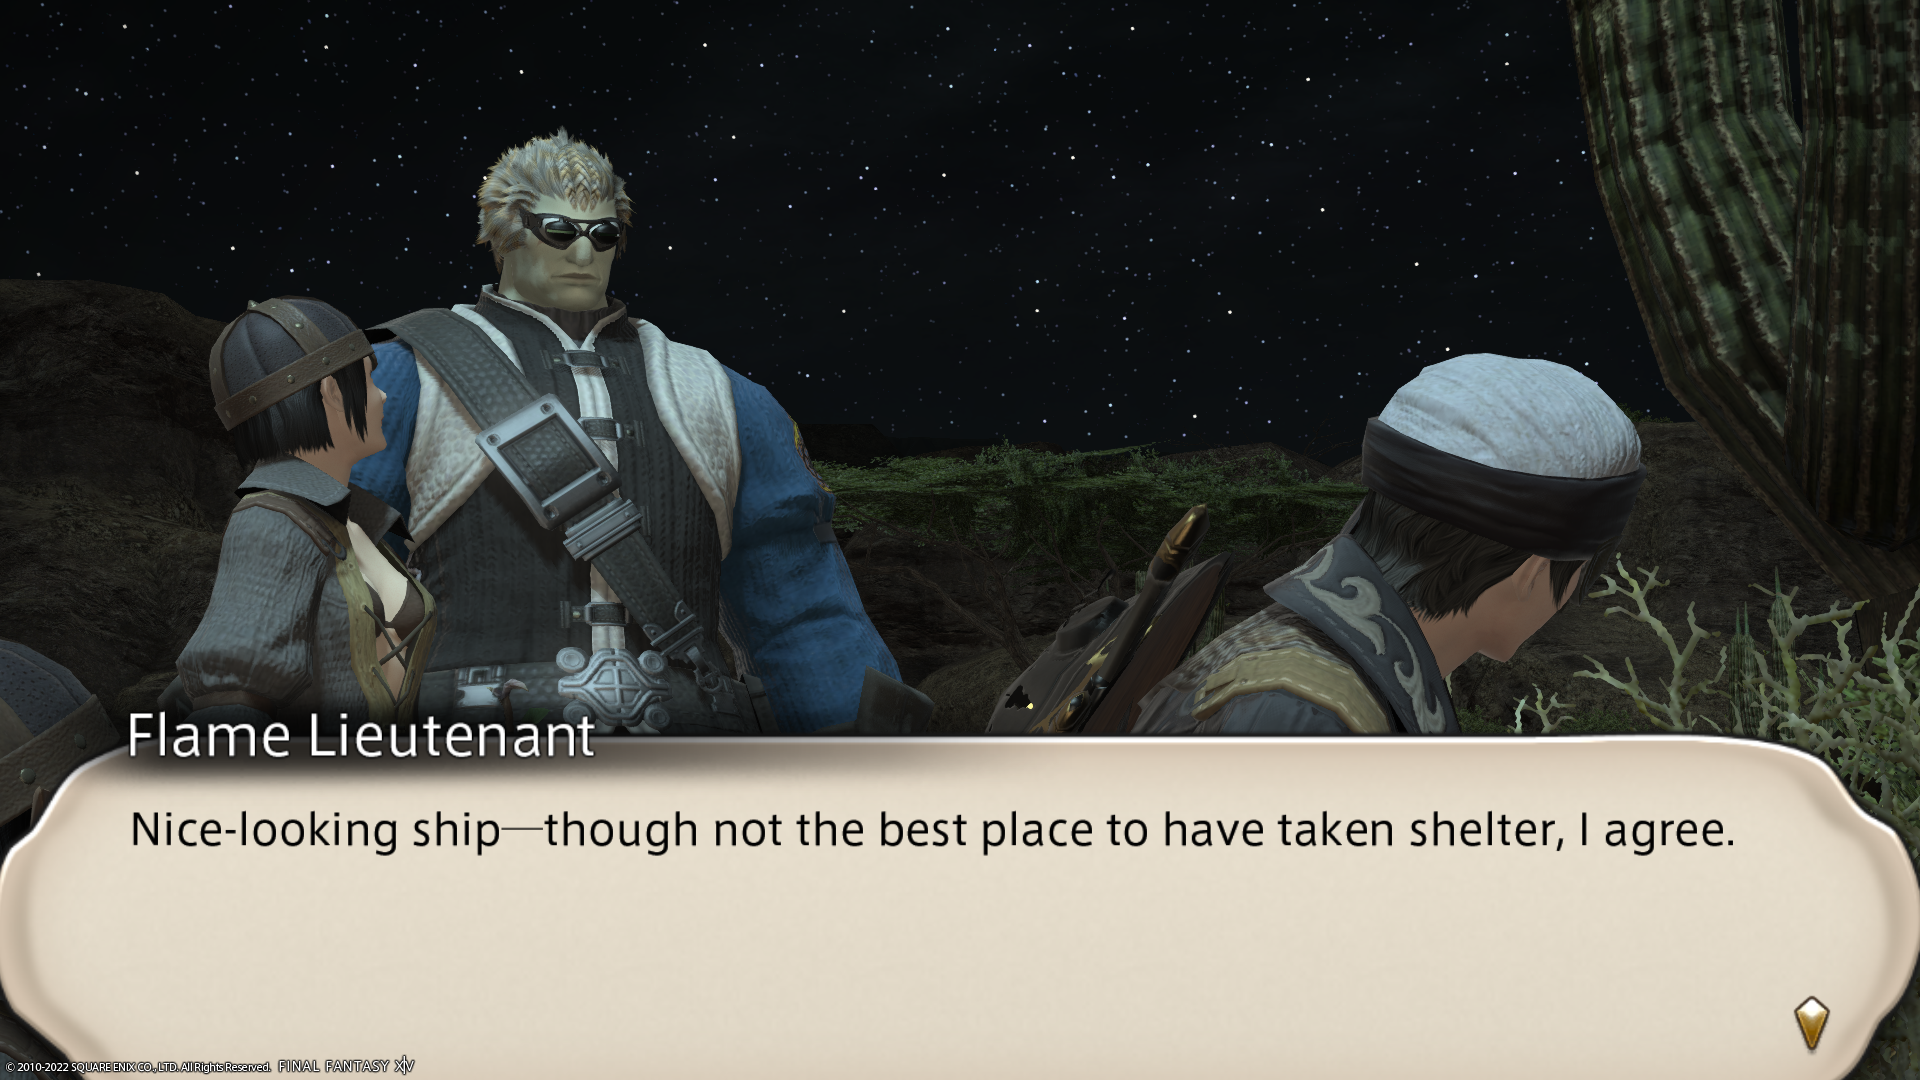 Flame Lieutenant
Nice-looking ship—though not the best place to have taken shelter, I agree.
© 2010-2022 SQUARE ENIX CO., LTD. All Rights Reserved. FINAL FANTASY XIV